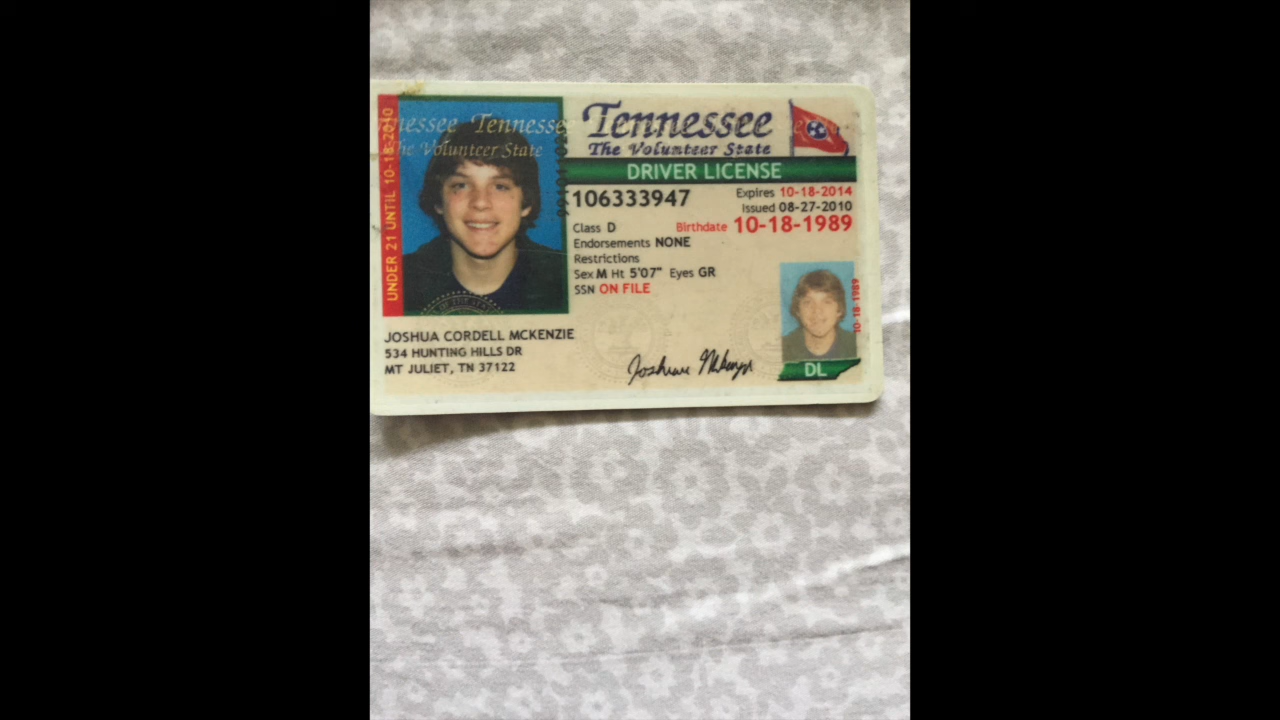 Tennessee
The Volunteer State
DRIVER LICENSE
UNDER 21 UNTIL 10-18-2010
Tennessee Tennessee
The Volunteer State
106333947
Expires 10-18-2014
Issued 08-27-2010
Class D
Birthdate 10-18-1989
Endorsements NONE
Restrictions
Sex M Ht 5'07" Eyes GR
SSN ON FILE
10-18-1989
JOSHUA CORDELL MCKENZIE
534 HUNTING HILLS DR
MT JULIET, TN 37122
Joshua
DL